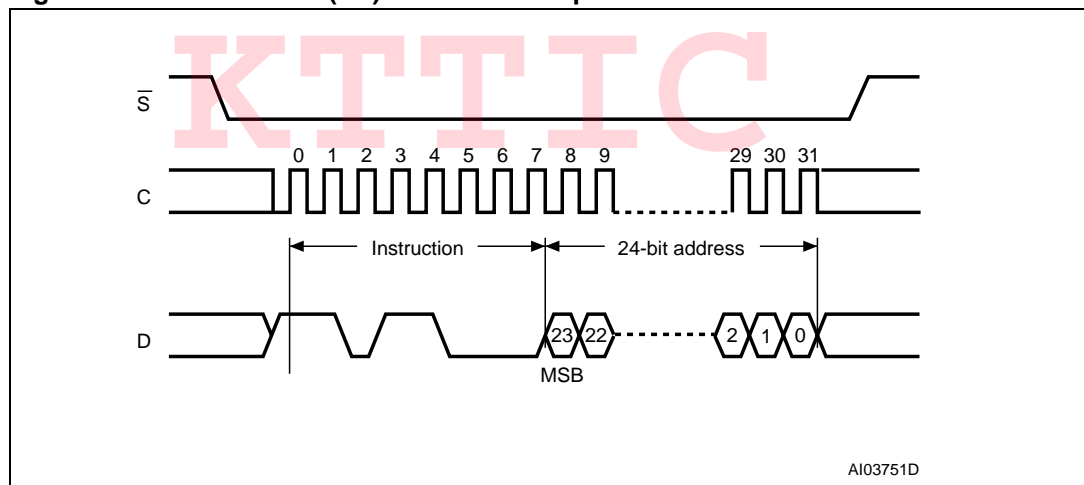 KTTIC
S
0 1 2 3 4 5 6 7 8 9 29 30 31
C
Instruction 24-bit address
D
23 22 2 1 0
MSB
AI03751D